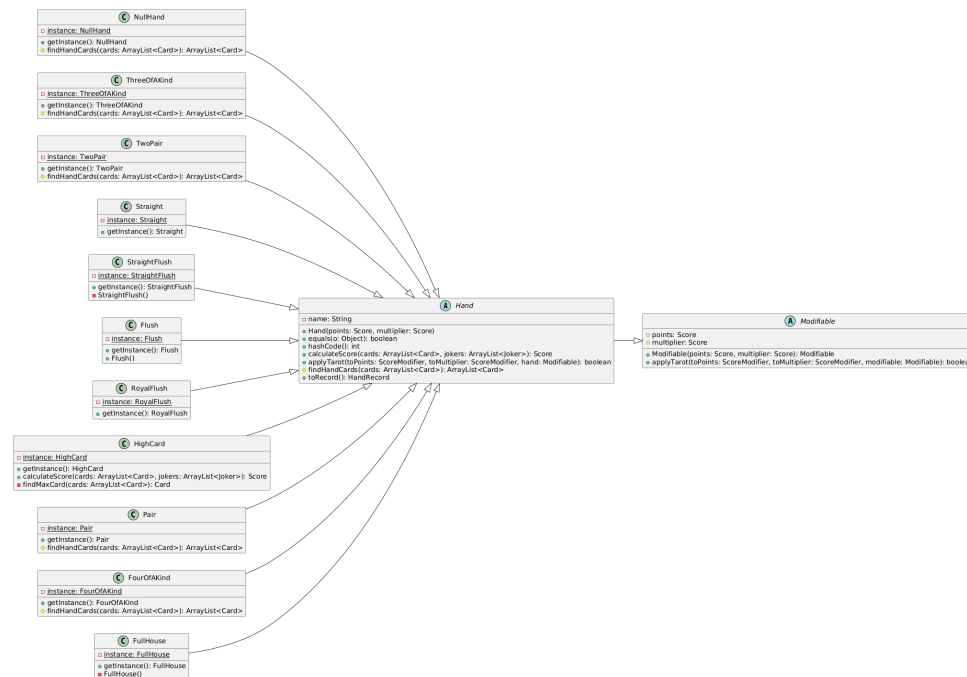 C NullHand
instance: NullHand
getInstance(): NullHand
findHandCards(cards: ArrayList<Card>): ArrayList<Card>
C ThreeOfAKind
instance: ThreeOfAKind
getInstance(): ThreeOfAKind
findHandCards(cards: ArrayList<Card>): ArrayList<Card>
C TwoPair
instance: TwoPair
getInstance(): TwoPair
findHandCards(cards: ArrayList<Card>): ArrayList<Card>
C Straight
instance: Straight
getInstance(): Straight
C StraightFlush
instance: StraightFlush
getInstance(): StraightFlush
StraightFlush()
C Flush
instance: Flush
getInstance(): Flush
Flush()
C RoyalFlush
instance: RoyalFlush
getInstance(): RoyalFlush
C HighCard
instance: HighCard
getInstance(): HighCard
calculateScore(cards: ArrayList<Card>, jokers: ArrayList<Joker>): Score
findMaxCard(cards: ArrayList<Card>): Card
C Pair
instance: Pair
getInstance(): Pair
findHandCards(cards: ArrayList<Card>): ArrayList<Card>
C FourOfAKind
instance: FourOfAKind
getInstance(): FourOfAKind
findHandCards(cards: ArrayList<Card>): ArrayList<Card>
C FullHouse
instance: FullHouse
getInstance(): FullHouse
FullHouse()
A Hand
name: String
Hand(points: Score, multiplier: Score)
equals(o: Object): boolean
hashCode(): int
calculateScore(cards: ArrayList<Card>, jokers: ArrayList<Joker>): Score
applyTarot(toPoints: ScoreModifier, toMultiplier: ScoreModifier, hand: Modifiable): boolean
findHandCards(cards: ArrayList<Card>): ArrayList<Card>
toRecord(): HandRecord
A Modifiable
points: Score
multiplier: Score
Modifiable(points: Score, multiplier: Score): Modifiable
applyTarot(toPoints: ScoreModifier, toMultiplier: ScoreModifier, modifiable: Modifiable): boolea